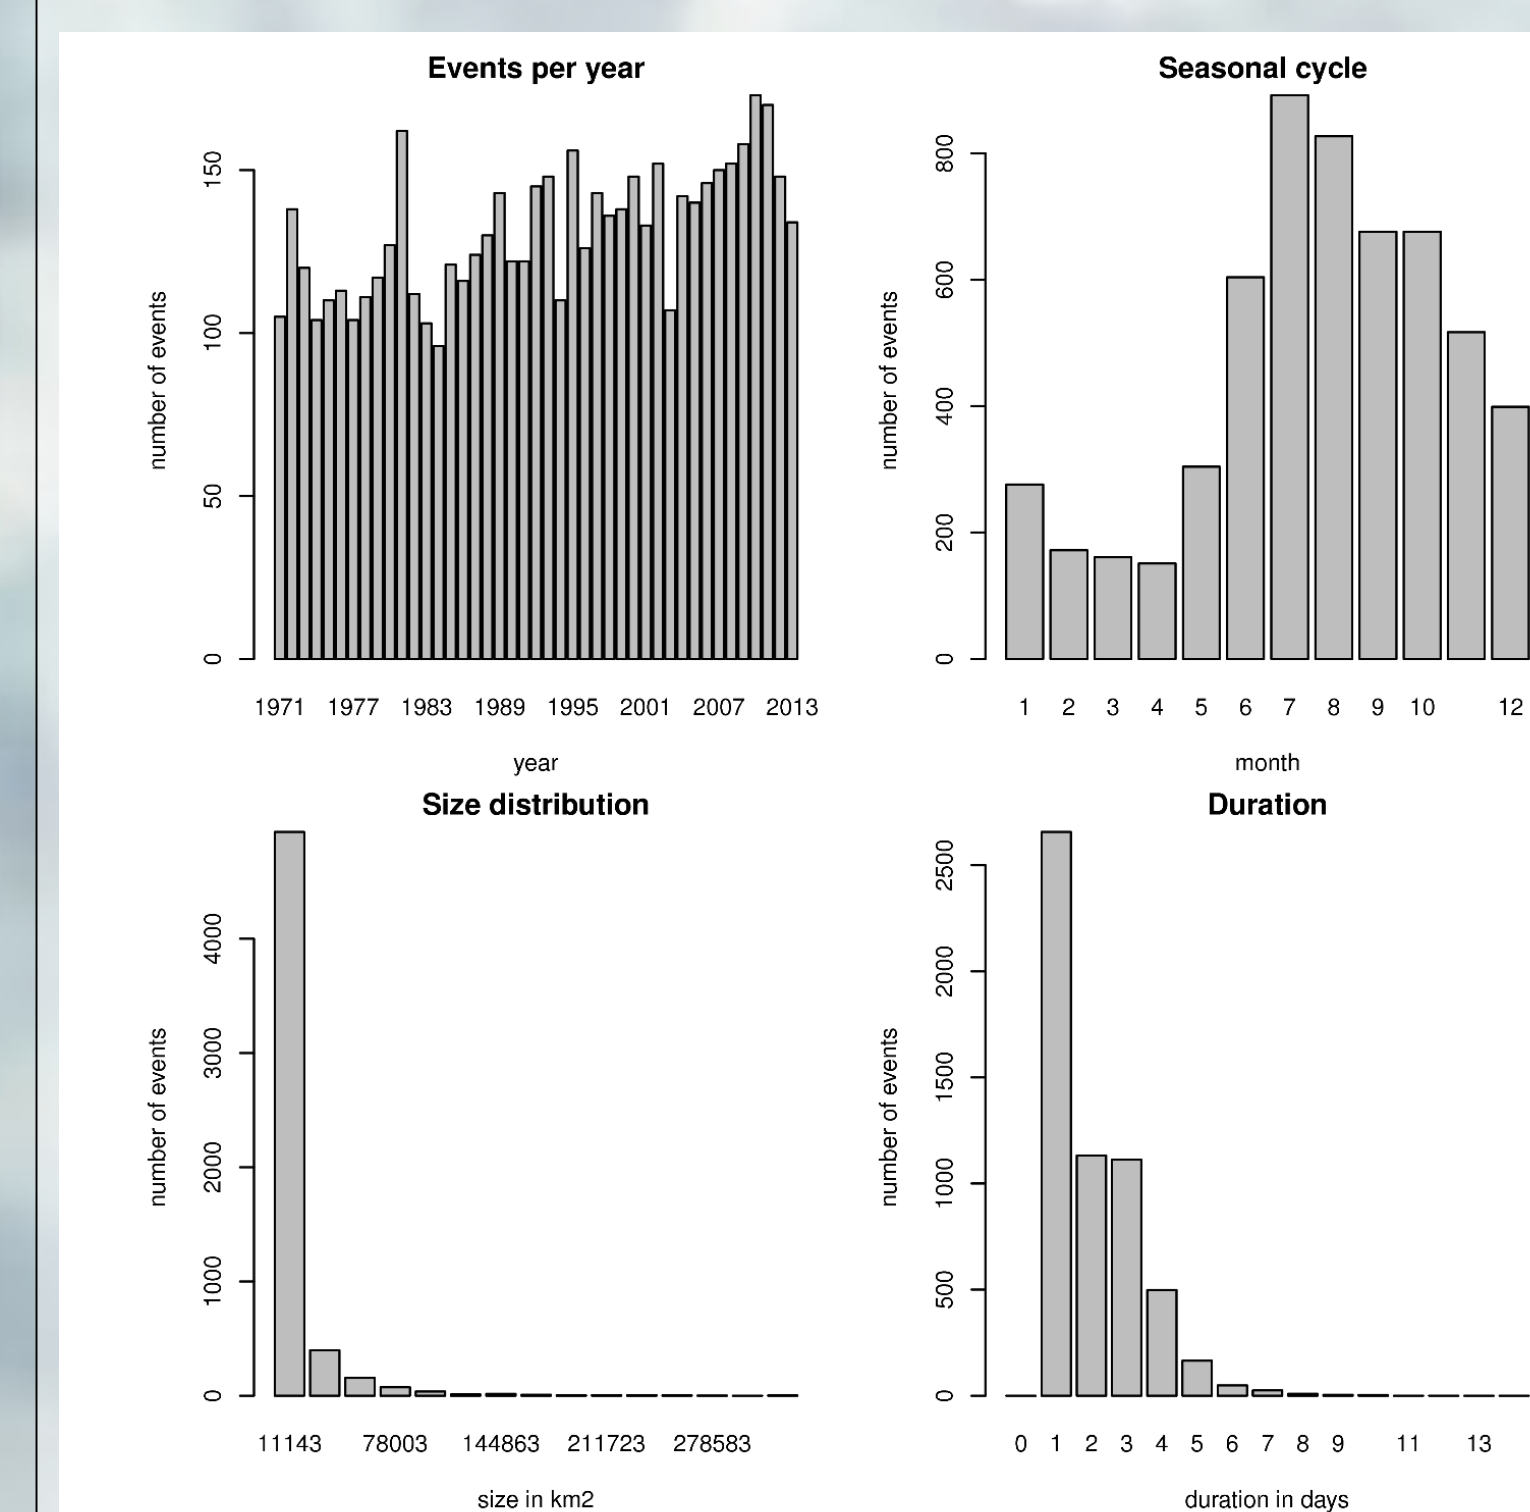 Events per year
number of events
0 50 100 150
1971 1977 1983 1989 1995 2001 2007 2013
year
Seasonal cycle
number of events
0 200 400 600 800
1 2 3 4 5 6 7 8 9 10 12
month
Size distribution
number of events
0 1000 2000 3000 4000
11143 78003 144863 211723 278583
size in km2
Duration
number of events
0 500 1000 1500 2000 2500
0 1 2 3 4 5 6 7 8 9 11 13
duration in days